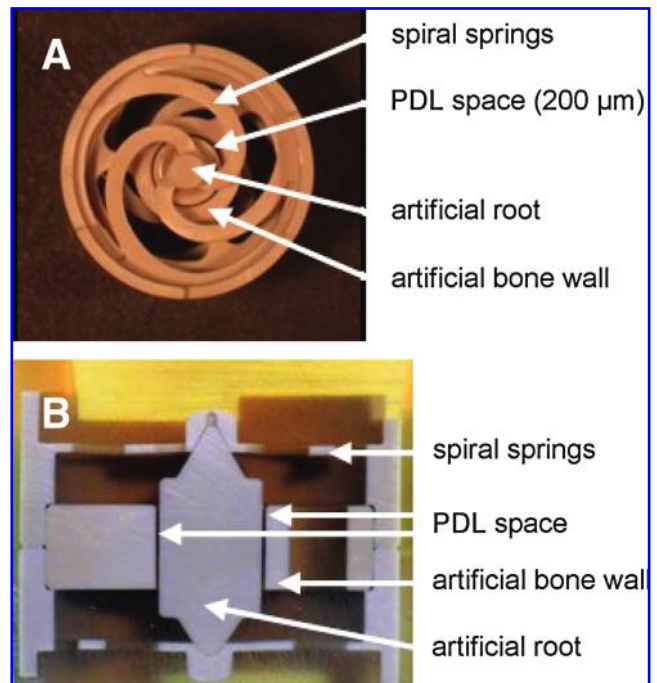 A
spiral springs
PDL space (200 µm)
artificial root
artificial bone wall
B
spiral springs
PDL space
artificial bone wall
artificial root